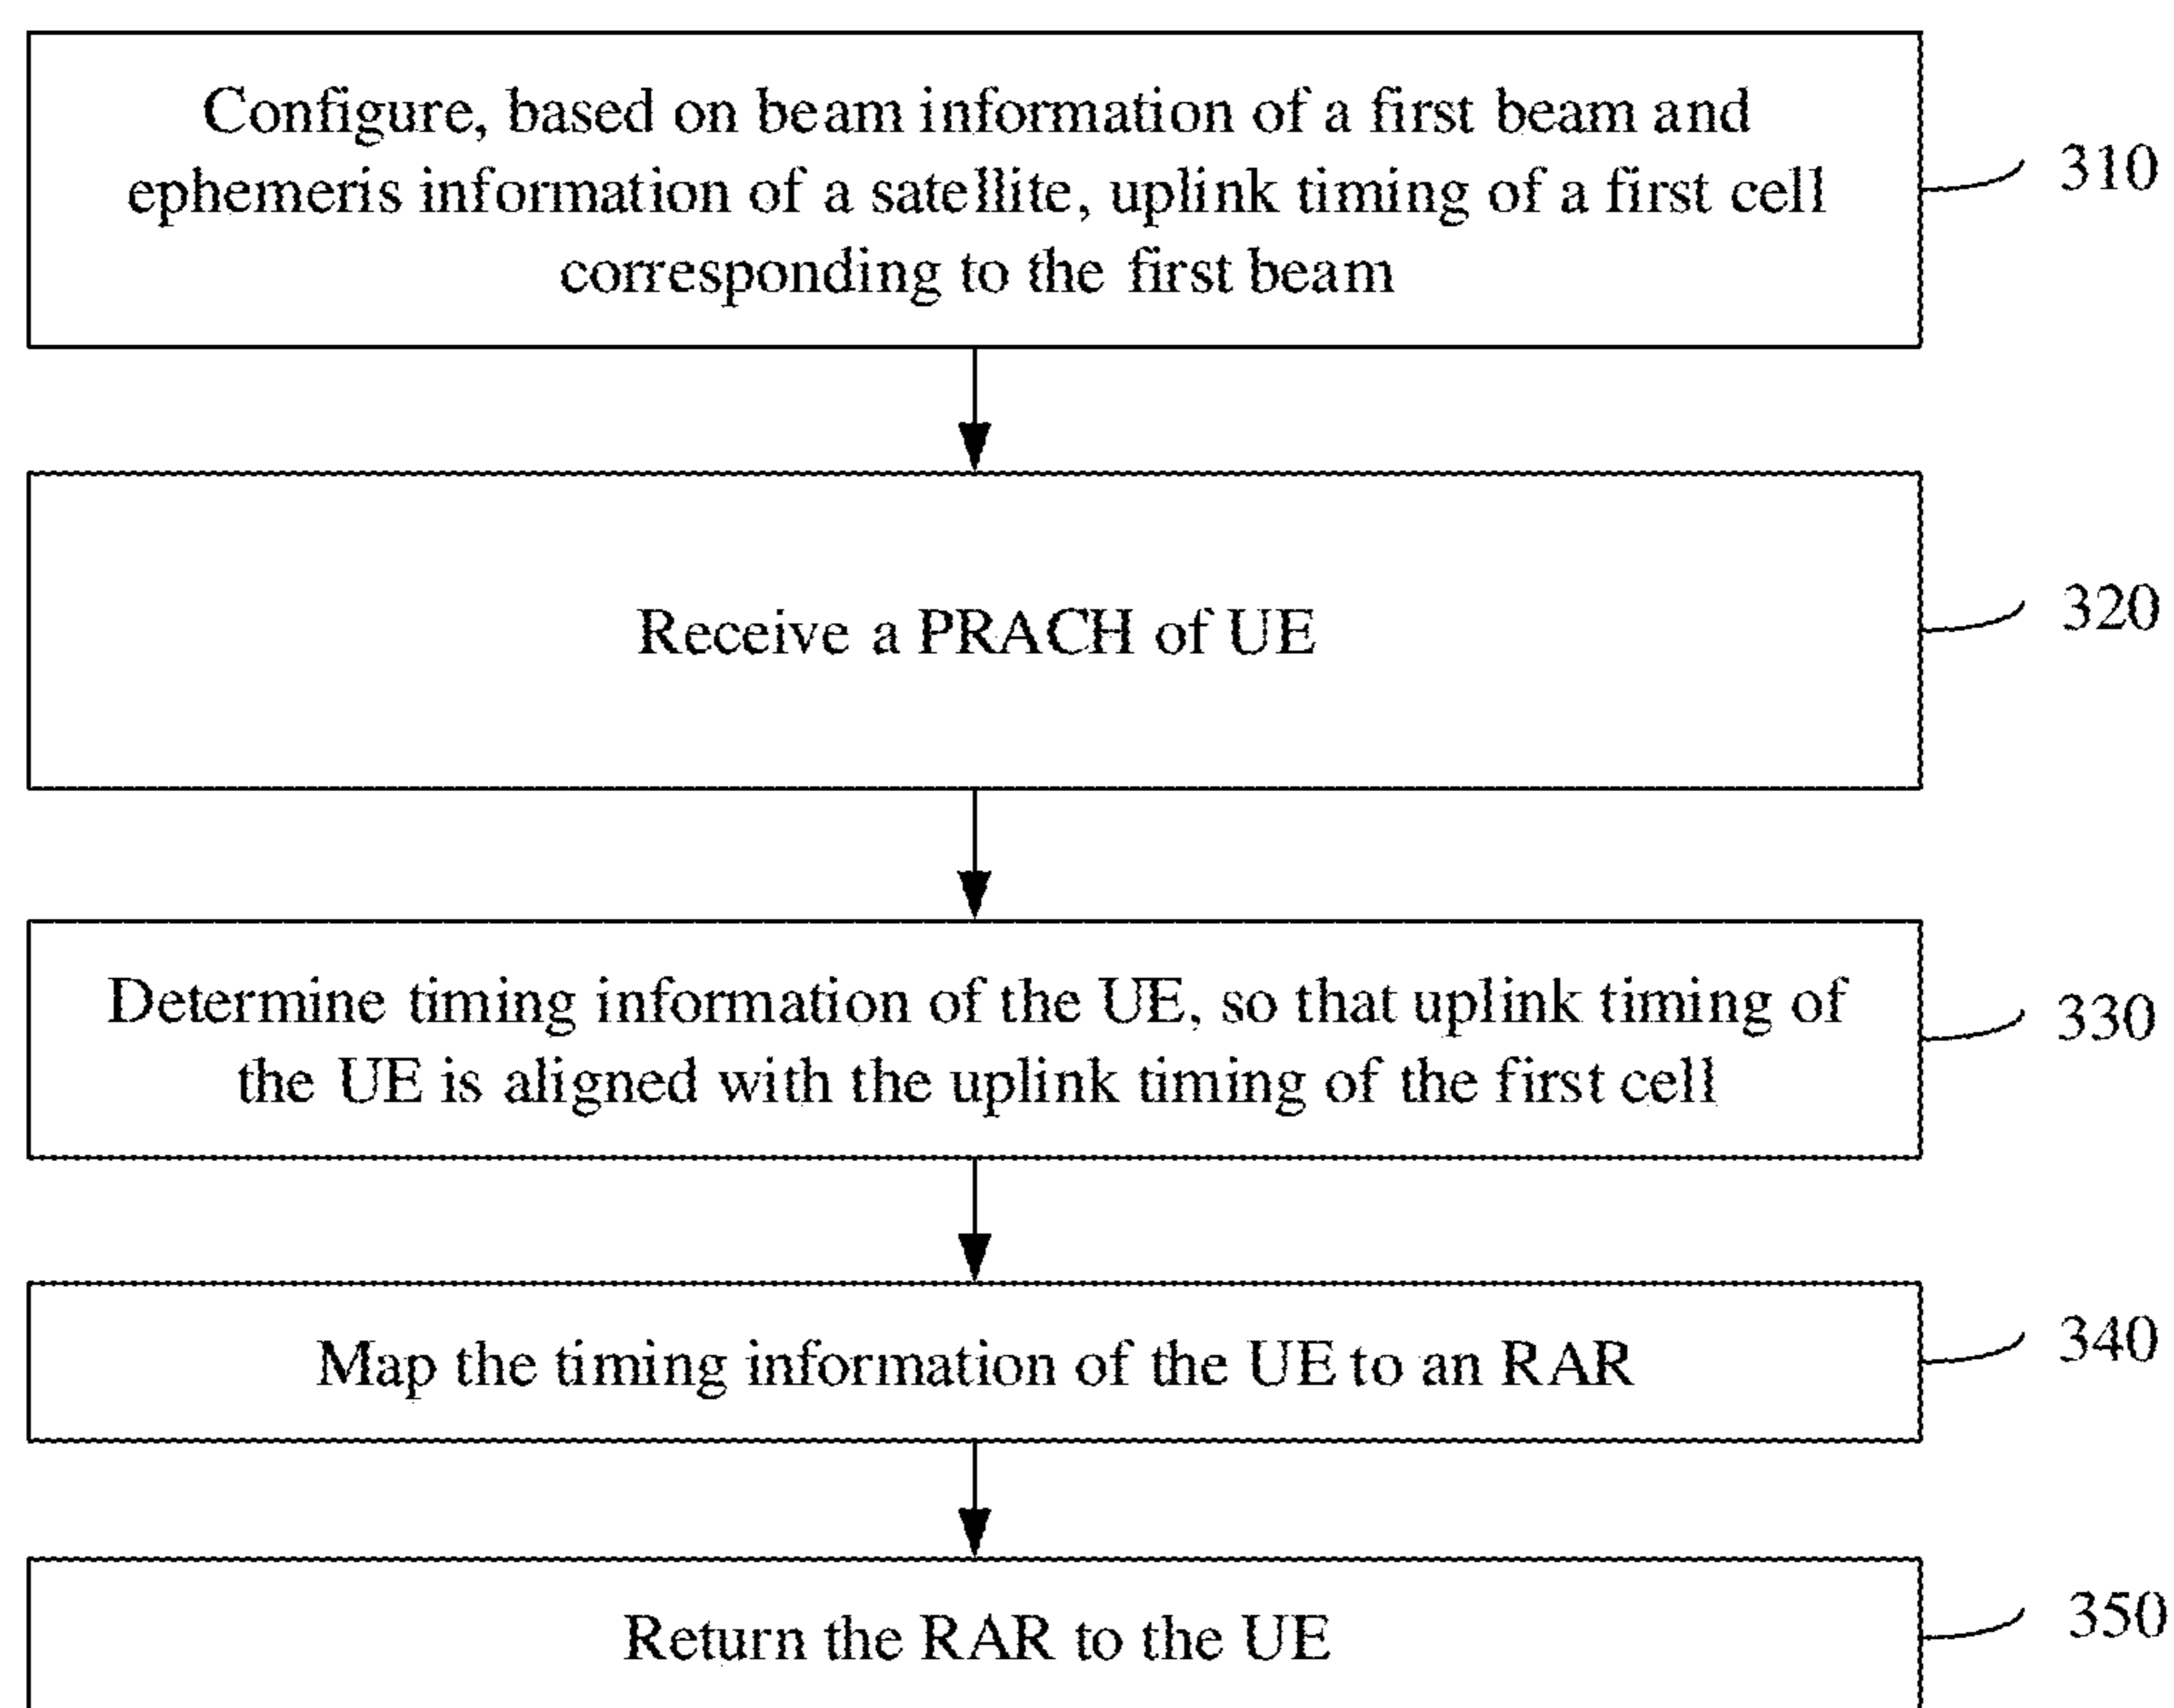 Configure, based on beam information of a first beam and
ephemeris information of a satellite, uplink timing of a first cell
corresponding to the first beam
310
Receive a PRACH of UE
320
Determine timing information of the UE, so that uplink timing of
the UE is aligned with the uplink timing of the first cell
330
Map the timing information of the UE to an RAR
340
Return the RAR to the UE
350